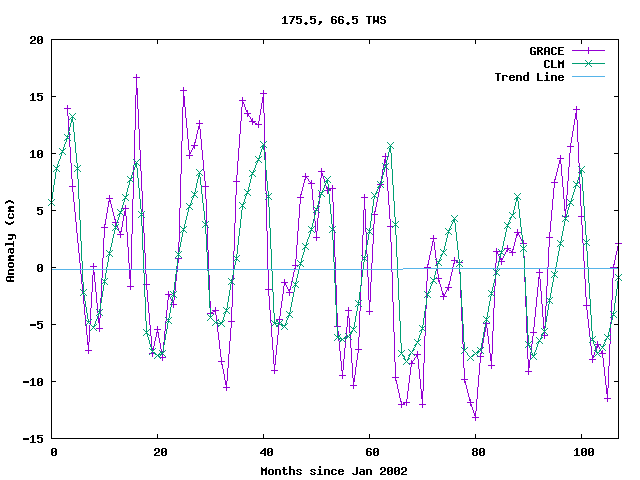 175.5, 66.5 TWS
GRACE
CLM
Trend Line
20
15
10
5
0
-5
-10
-15
Anomaly (cm)
0 20 40 60 80 100
Months since Jan 2002